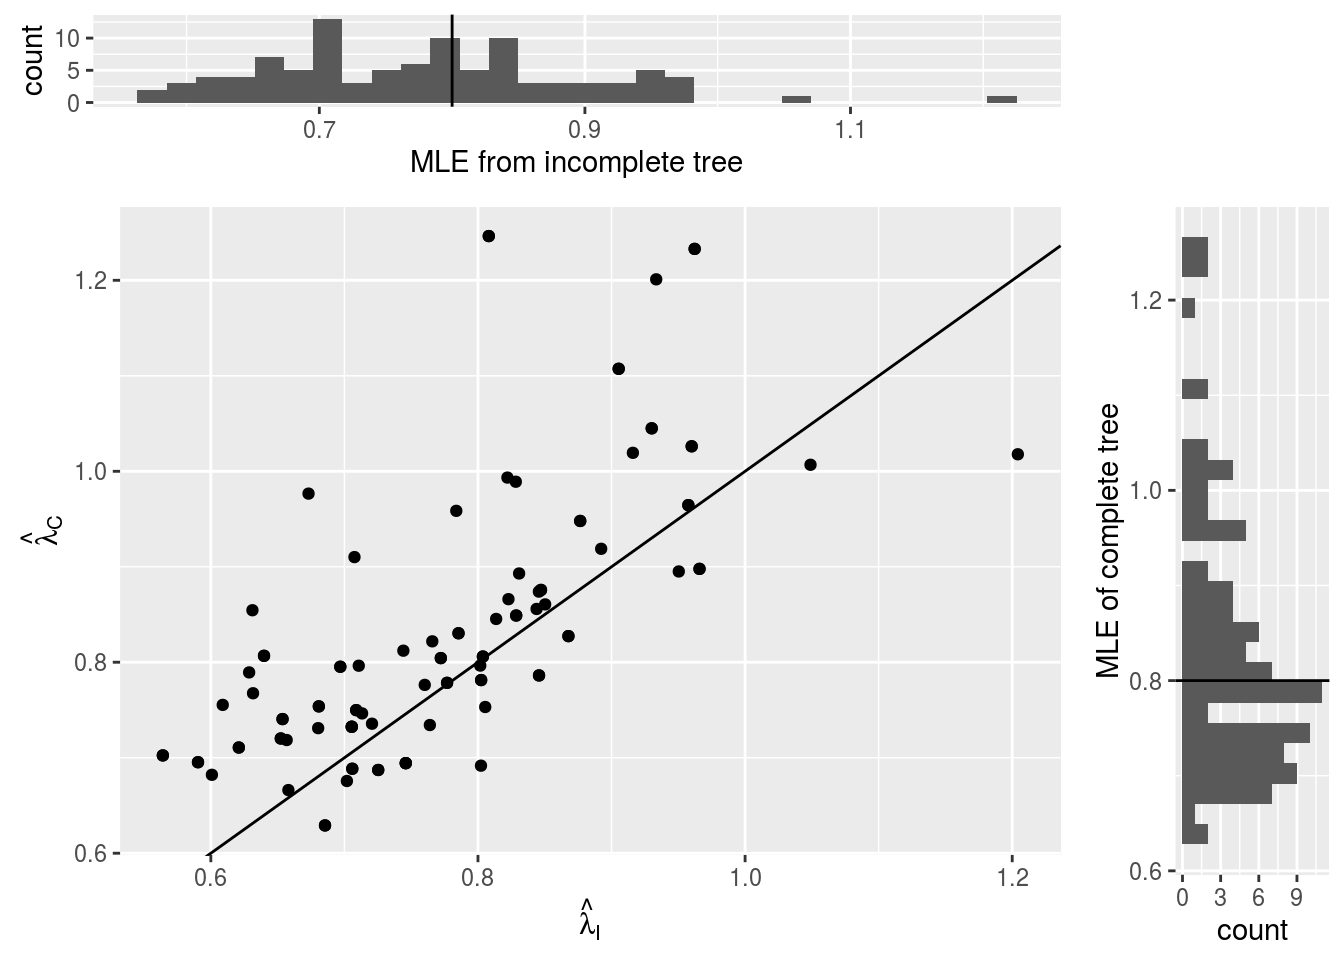 count
10
5
0
0.7 0.9 1.1
MLE from incomplete tree
1.2
1.0
0.8
0.6
λ̂C
0.6 0.8 1.0 1.2
λ̂I
MLE of complete tree
1.2
1.0
0.8
0.6
0 3 6 9
count